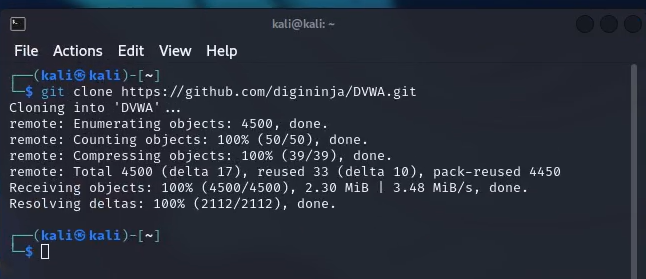 kali@kali: ~
File Actions Edit View Help
┌──(kali㉿kali)-[~]
└─$ git clone https://github.com/digininja/DVWA.git
Cloning into 'DVWA'...
remote: Enumerating objects: 4500, done.
remote: Counting objects: 100% (50/50), done.
remote: Compressing objects: 100% (39/39), done.
remote: Total 4500 (delta 17), reused 33 (delta 10), pack-reused 4450
Receiving objects: 100% (4500/4500), 2.30 MiB | 3.48 MiB/s, done.
Resolving deltas: 100% (2112/2112), done.
┌──(kali㉿kali)-[~]
└─$